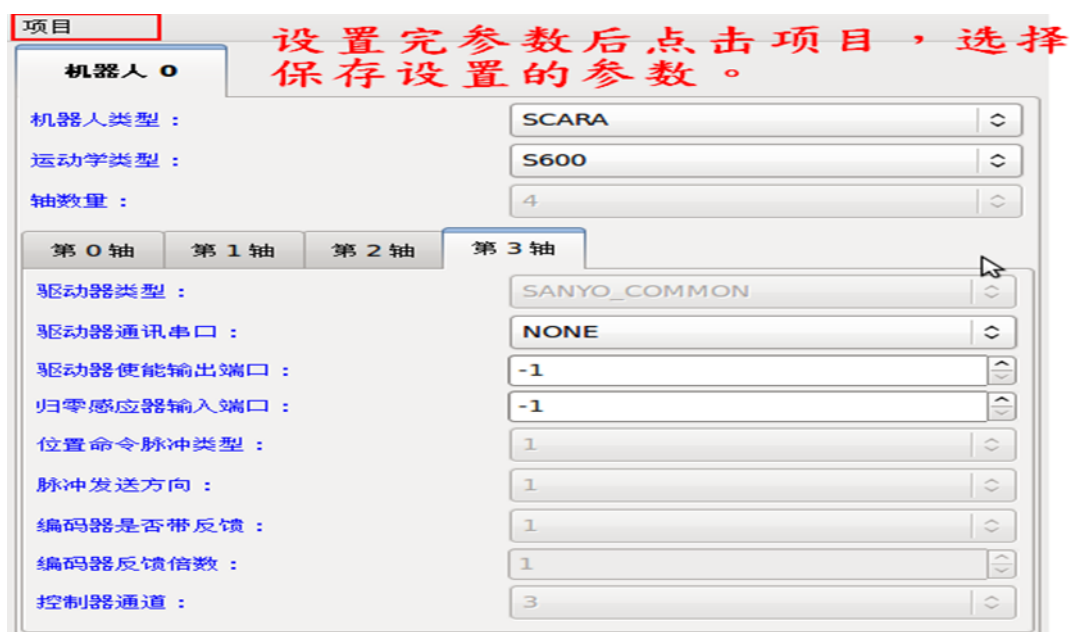 项目
设置完参数后点击项目，选择
保存设置的参数。
机器人 0
机器人类型： SCARA
运动学类型： S600
轴数量： 4
第 0 轴 第 1 轴 第 2 轴 第 3 轴
驱动器类型： SANYO_COMMON
驱动器通讯串口： NONE
驱动器使能输出端口： -1
归零感应器输入端口： -1
位置命令脉冲类型： 1
脉冲发送方向： 1
编码器是否带反馈： 1
编码器反馈倍数： 1
控制器通道： 3